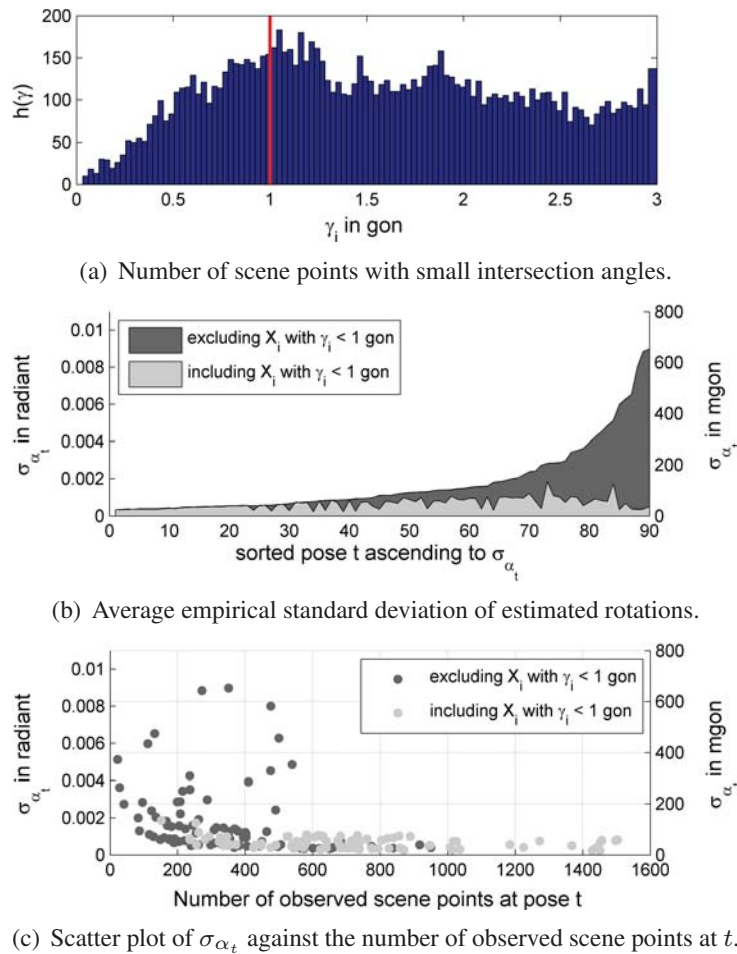 200
150
100
50
0
h(γ)
0 0.5 1 1.5 2 2.5 3
γi in gon
(a) Number of scene points with small intersection angles.
0.01
0.008
0.006
0.004
0.002
0
σαt in radiant
excluding Xi with γi < 1 gon
including Xi with γi < 1 gon
800
600
400
200
0
σαt in mgon
0 10 20 30 40 50 60 70 80 90
sorted pose t ascending to σαt
(b) Average empirical standard deviation of estimated rotations.
0.01
0.008
0.006
0.004
0.002
0
σαt in radiant
excluding Xi with γi < 1 gon
including Xi with γi < 1 gon
800
600
400
200
0
σαt in mgon
0 200 400 600 800 1000 1200 1400 1600
Number of observed scene points at pose t
(c) Scatter plot of σαt against the number of observed scene points at t.